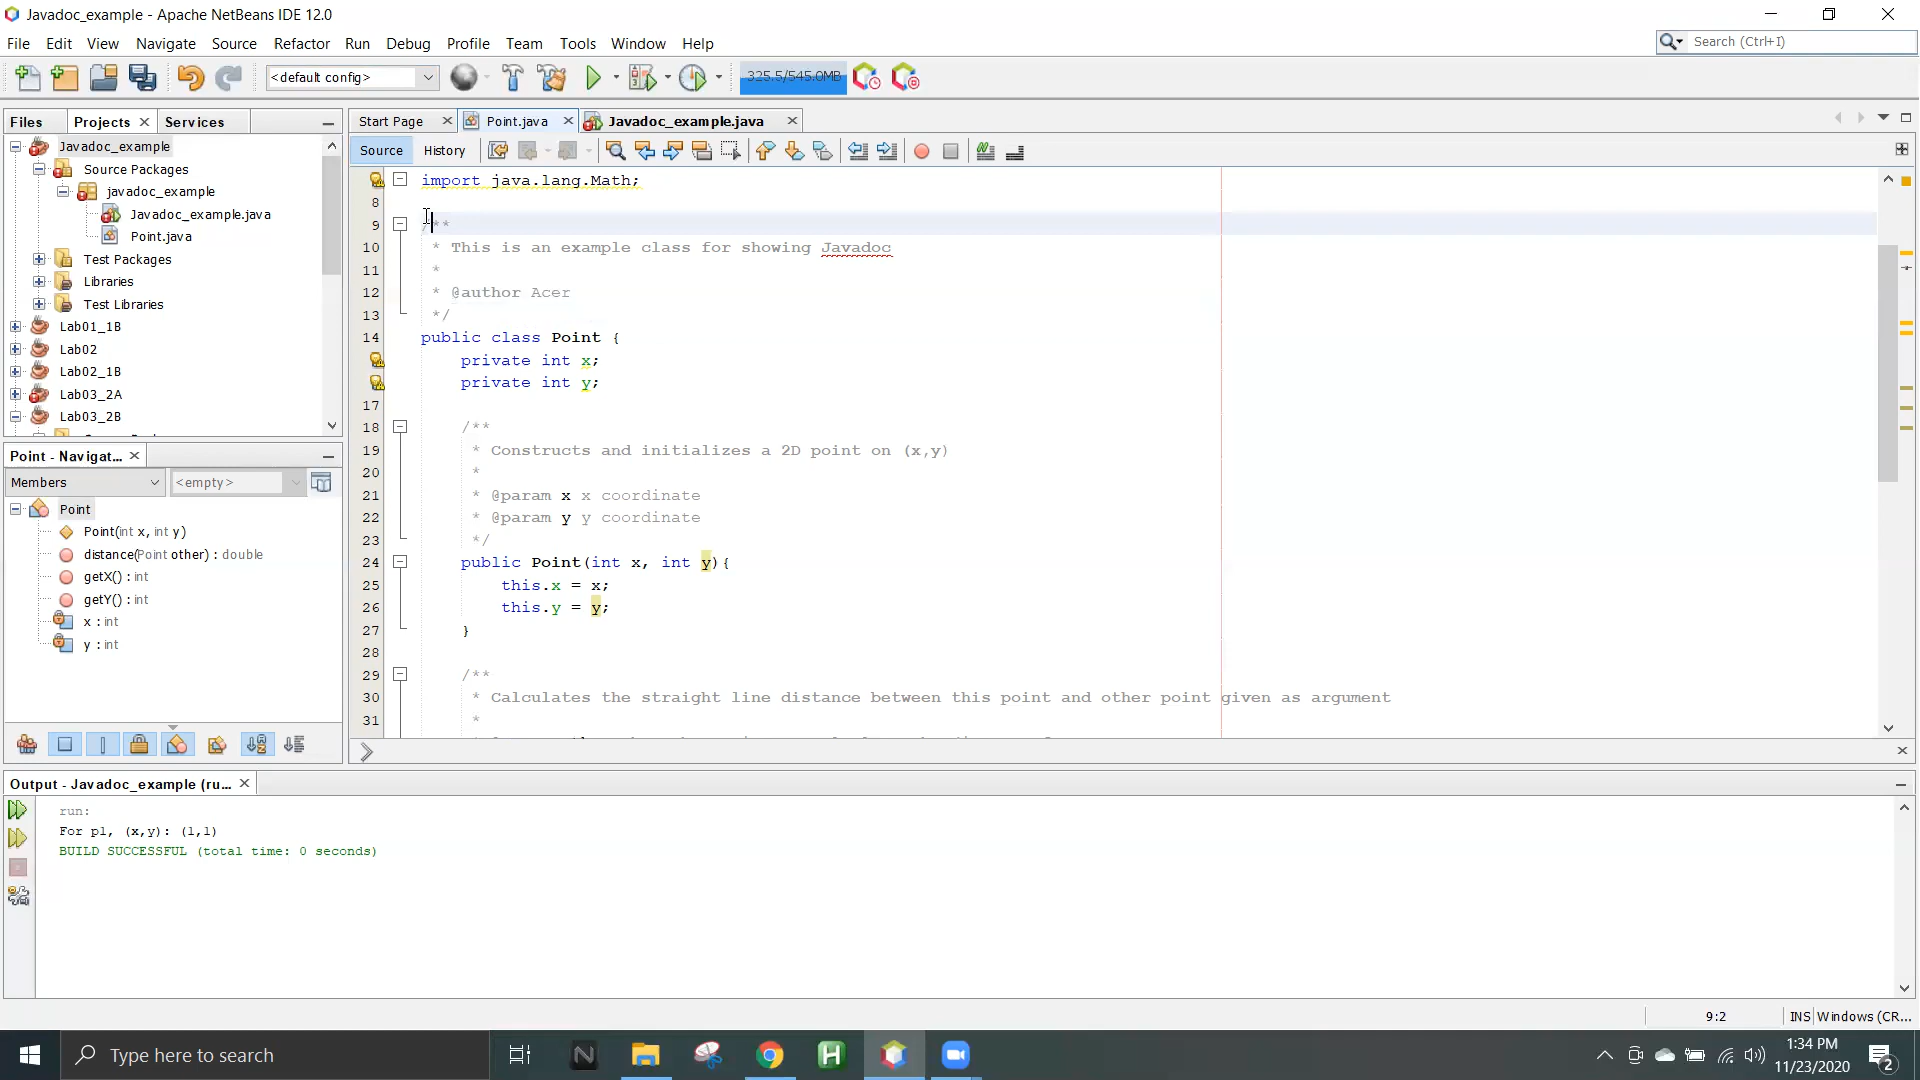 Javadoc_example - Apache NetBeans IDE 12.0
File Edit View Navigate Source Refactor Run Debug Profile Team Tools Window Help
Search (Ctrl+I)
<default config>
325.5/545.0MB
Files Projects Services
Start Page Point.java Javadoc_example.java
Source History
Javadoc_example
Source Packages
javadoc_example
Javadoc_example.java
Point.java
Test Packages
Libraries
Test Libraries
Lab01_1B
Lab02
Lab02_1B
Lab03_2A
Lab03_2B
Point - Navigat...
Members <empty>
Point
Point(int x, int y)
distance(Point other) : double
getX() : int
getY() : int
x : int
y : int
import java.lang.Math;
8
9 /**
10 * This is an example class for showing Javadoc
11 *
12 * @author Acer
13 */
14 public class Point {
private int x;
private int y;
17
18 /**
19 * Constructs and initializes a 2D point on (x,y)
20 *
21 * @param x x coordinate
22 * @param y y coordinate
23 */
24 public Point(int x, int y){
25 this.x = x;
26 this.y = y;
27 }
28
29 /**
30 * Calculates the straight line distance between this point and other point given as argument
31 *
Output - Javadoc_example (ru...
run:
For p1, (x,y): (1,1)
BUILD SUCCESSFUL (total time: 0 seconds)
9:2 INS Windows (CR...
Type here to search
1:34 PM
11/23/2020
2